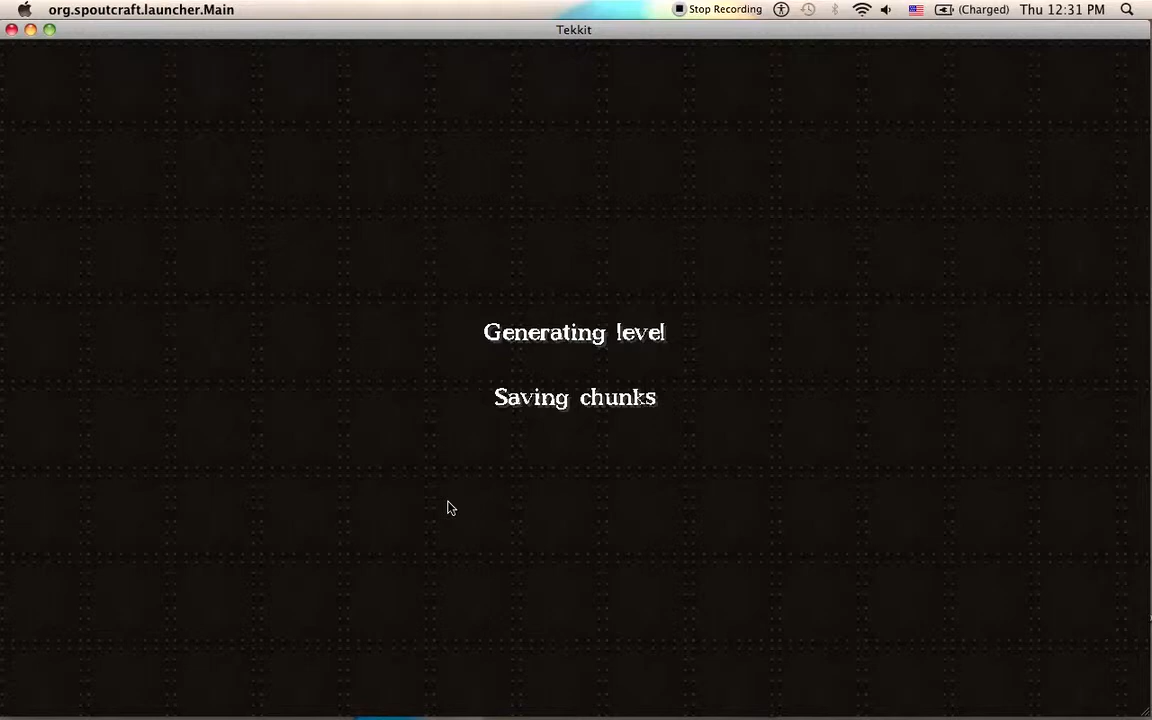 org.spoutcraft.launcher.Main
Stop Recording
(Charged)
Thu 12:31 PM
Tekkit
Generating level
Saving chunks